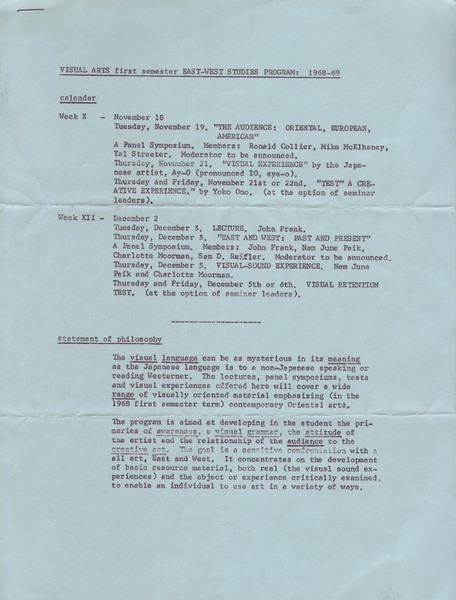 VISUAL ARTS first semester EAST-WEST STUDIES PROGRAM: 1968-69
calendar
Week X - November 18
Tuesday, November 19. "THE AUDIENCE: ORIENTAL, EUROPEAN,
AMERICAN"
A Panel Symposium. Members: Ronald Collier, Mike McElhaney,
Tal Streeter. Moderator to be announced.
Thursday, November 21. "VISUAL EXPERIENCE" by the Japa-
nese artist, Ay-O (pronounced IO, eye-o).
Thursday and Friday, November 21st or 22nd. "TEST" A CRE-
ATIVE EXPERIENCE," by Yoko Ono. (at the option of seminar
leaders).
Week XII - December 2
Tuesday, December 3, LECTURE. John Frank.
Thursday, December 5, "EAST AND WEST: PAST AND PRESENT"
A Panel Symposium. Members: John Frank, Nam June Paik,
Charlotte Moorman, Sam D. Reifler. Moderator to be announced.
Thursday, December 5, VISUAL-SOUND EXPERIENCE, Nam June
Paik and Charlotte Moorman.
Thursday and Friday, December 5th or 6th. VISUAL RETENTION
TEST. (at the option of seminar leaders).
statement of philosophy
The visual language can be as mysterious in its meaning
as the Japanese language is to a non-Japanese speaking or
reading Westerner. The lectures, panel symposiums, tests
and visual experiences offered here will cover a wide
range of visually oriented material emphasizing (in the
1968 first semester term) contemporary Oriental arts.
The program is aimed at developing in the student the pri-
maries of awareness, a visual grammar, the attitude of
the artist and the relationship of the audience to the
creative act. The goal is a sensitive confrontation with
all art, East and West. It concentrates on the development
of basic resource material, both real (the visual sound ex-
periences) and the object or experience critically examined,
to enable an individual to use art in a variety of ways.